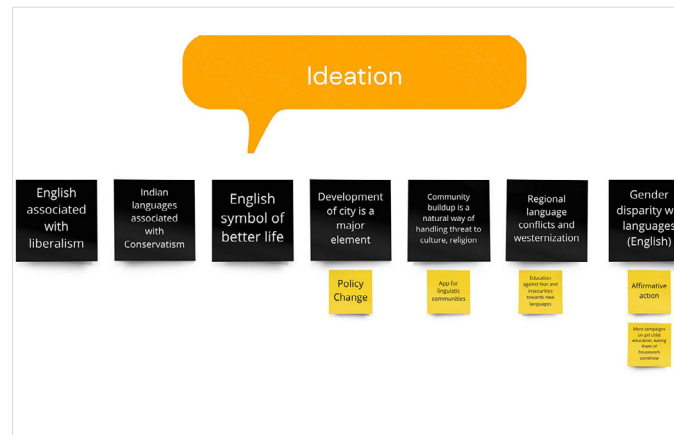 Ideation
English
associated
with
liberalism
Indian
languages
associated
with
Conservatism
English
symbol of
better life
Development
of city is a
major
element
Community
buildup is a
natural way of
handling threat to
culture, religion
Regional
language
conflicts and
westernization
Gender
disparity w
languages
(English)
Policy
Change
App for
linguistic
communities
Education
against fear and
insecurities
towards new
languages
Affirmative
action
More campaigns
on girl child
education, easing
them of
housework
somehow